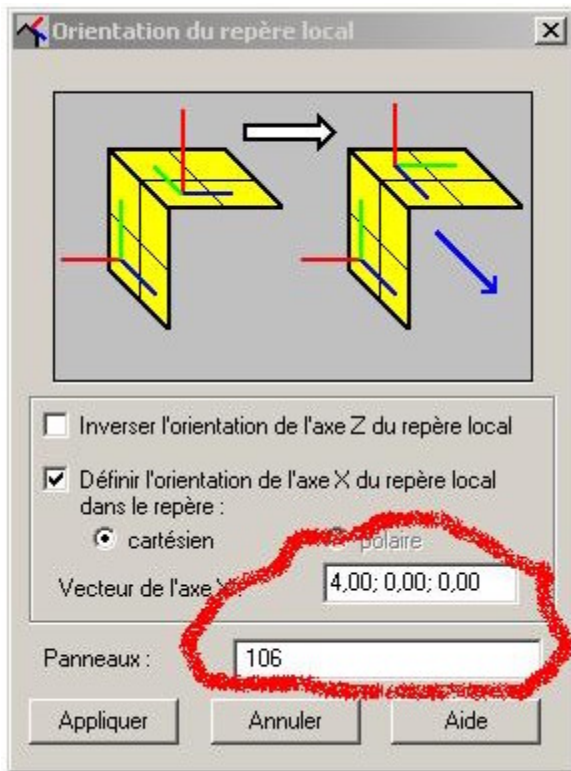 Orientation du repère local
Inverser l'orientation de l'axe Z du repère local
Définir l'orientation de l'axe X du repère local
dans le repère :
cartésien polaire
Vecteur de l'axe 4,00; 0,00; 0,00
Panneaux : 106
Appliquer Annuler Aide